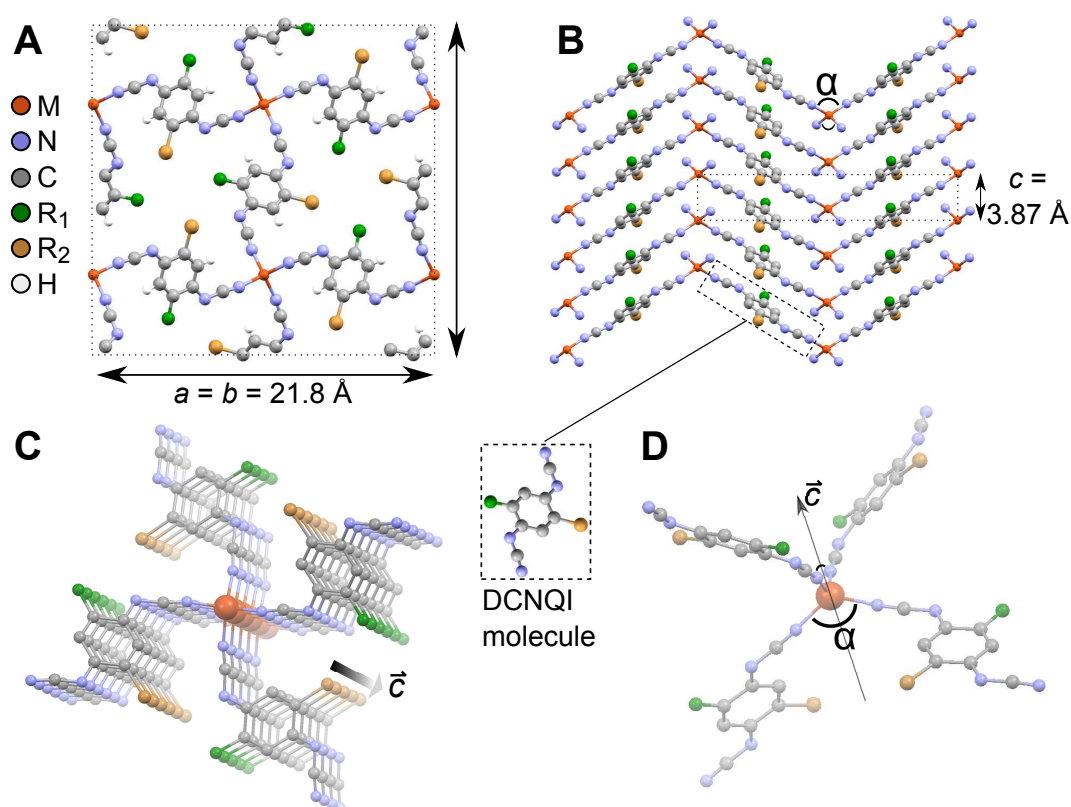 A
M
N
C
R1
R2
H
a = b = 21.8 Å
B
α
c =
3.87 Å
C
c⃗
DCNQI
molecule
D
c⃗
α